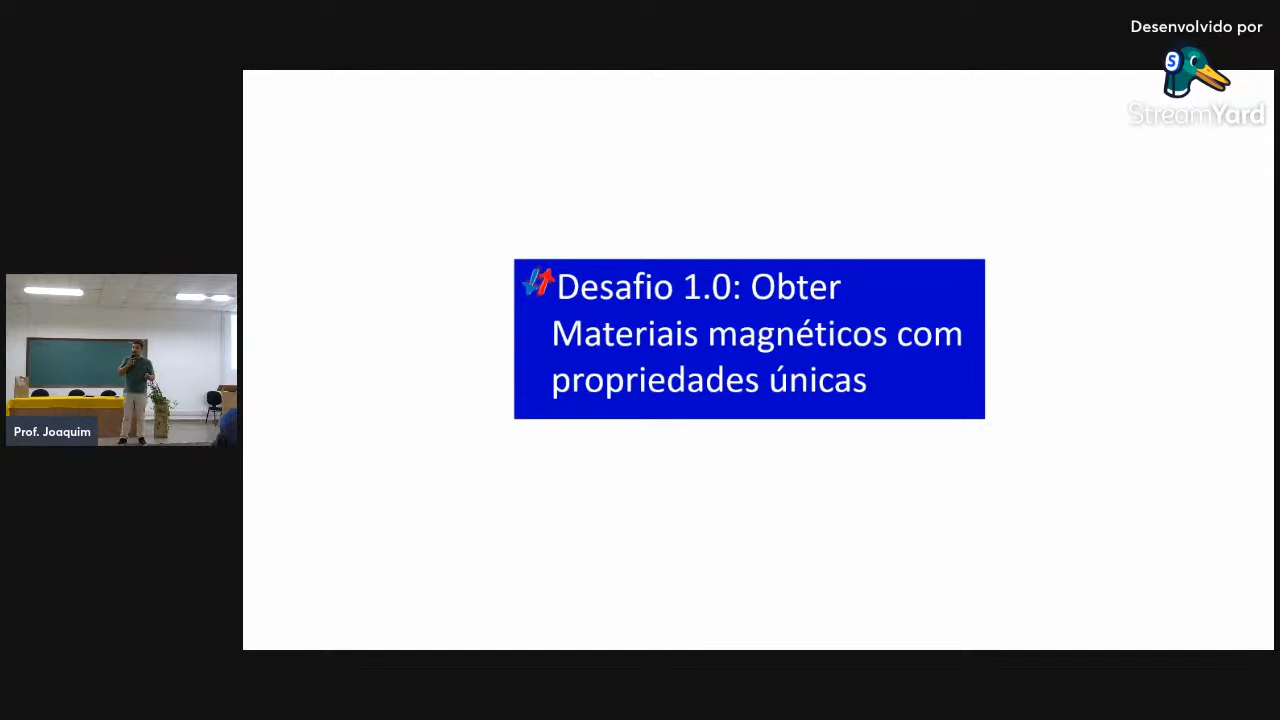 Desenvolvido por
StreamYard
Desafio 1.0: Obter
Materiais magnéticos com
propriedades únicas
Prof. Joaquim